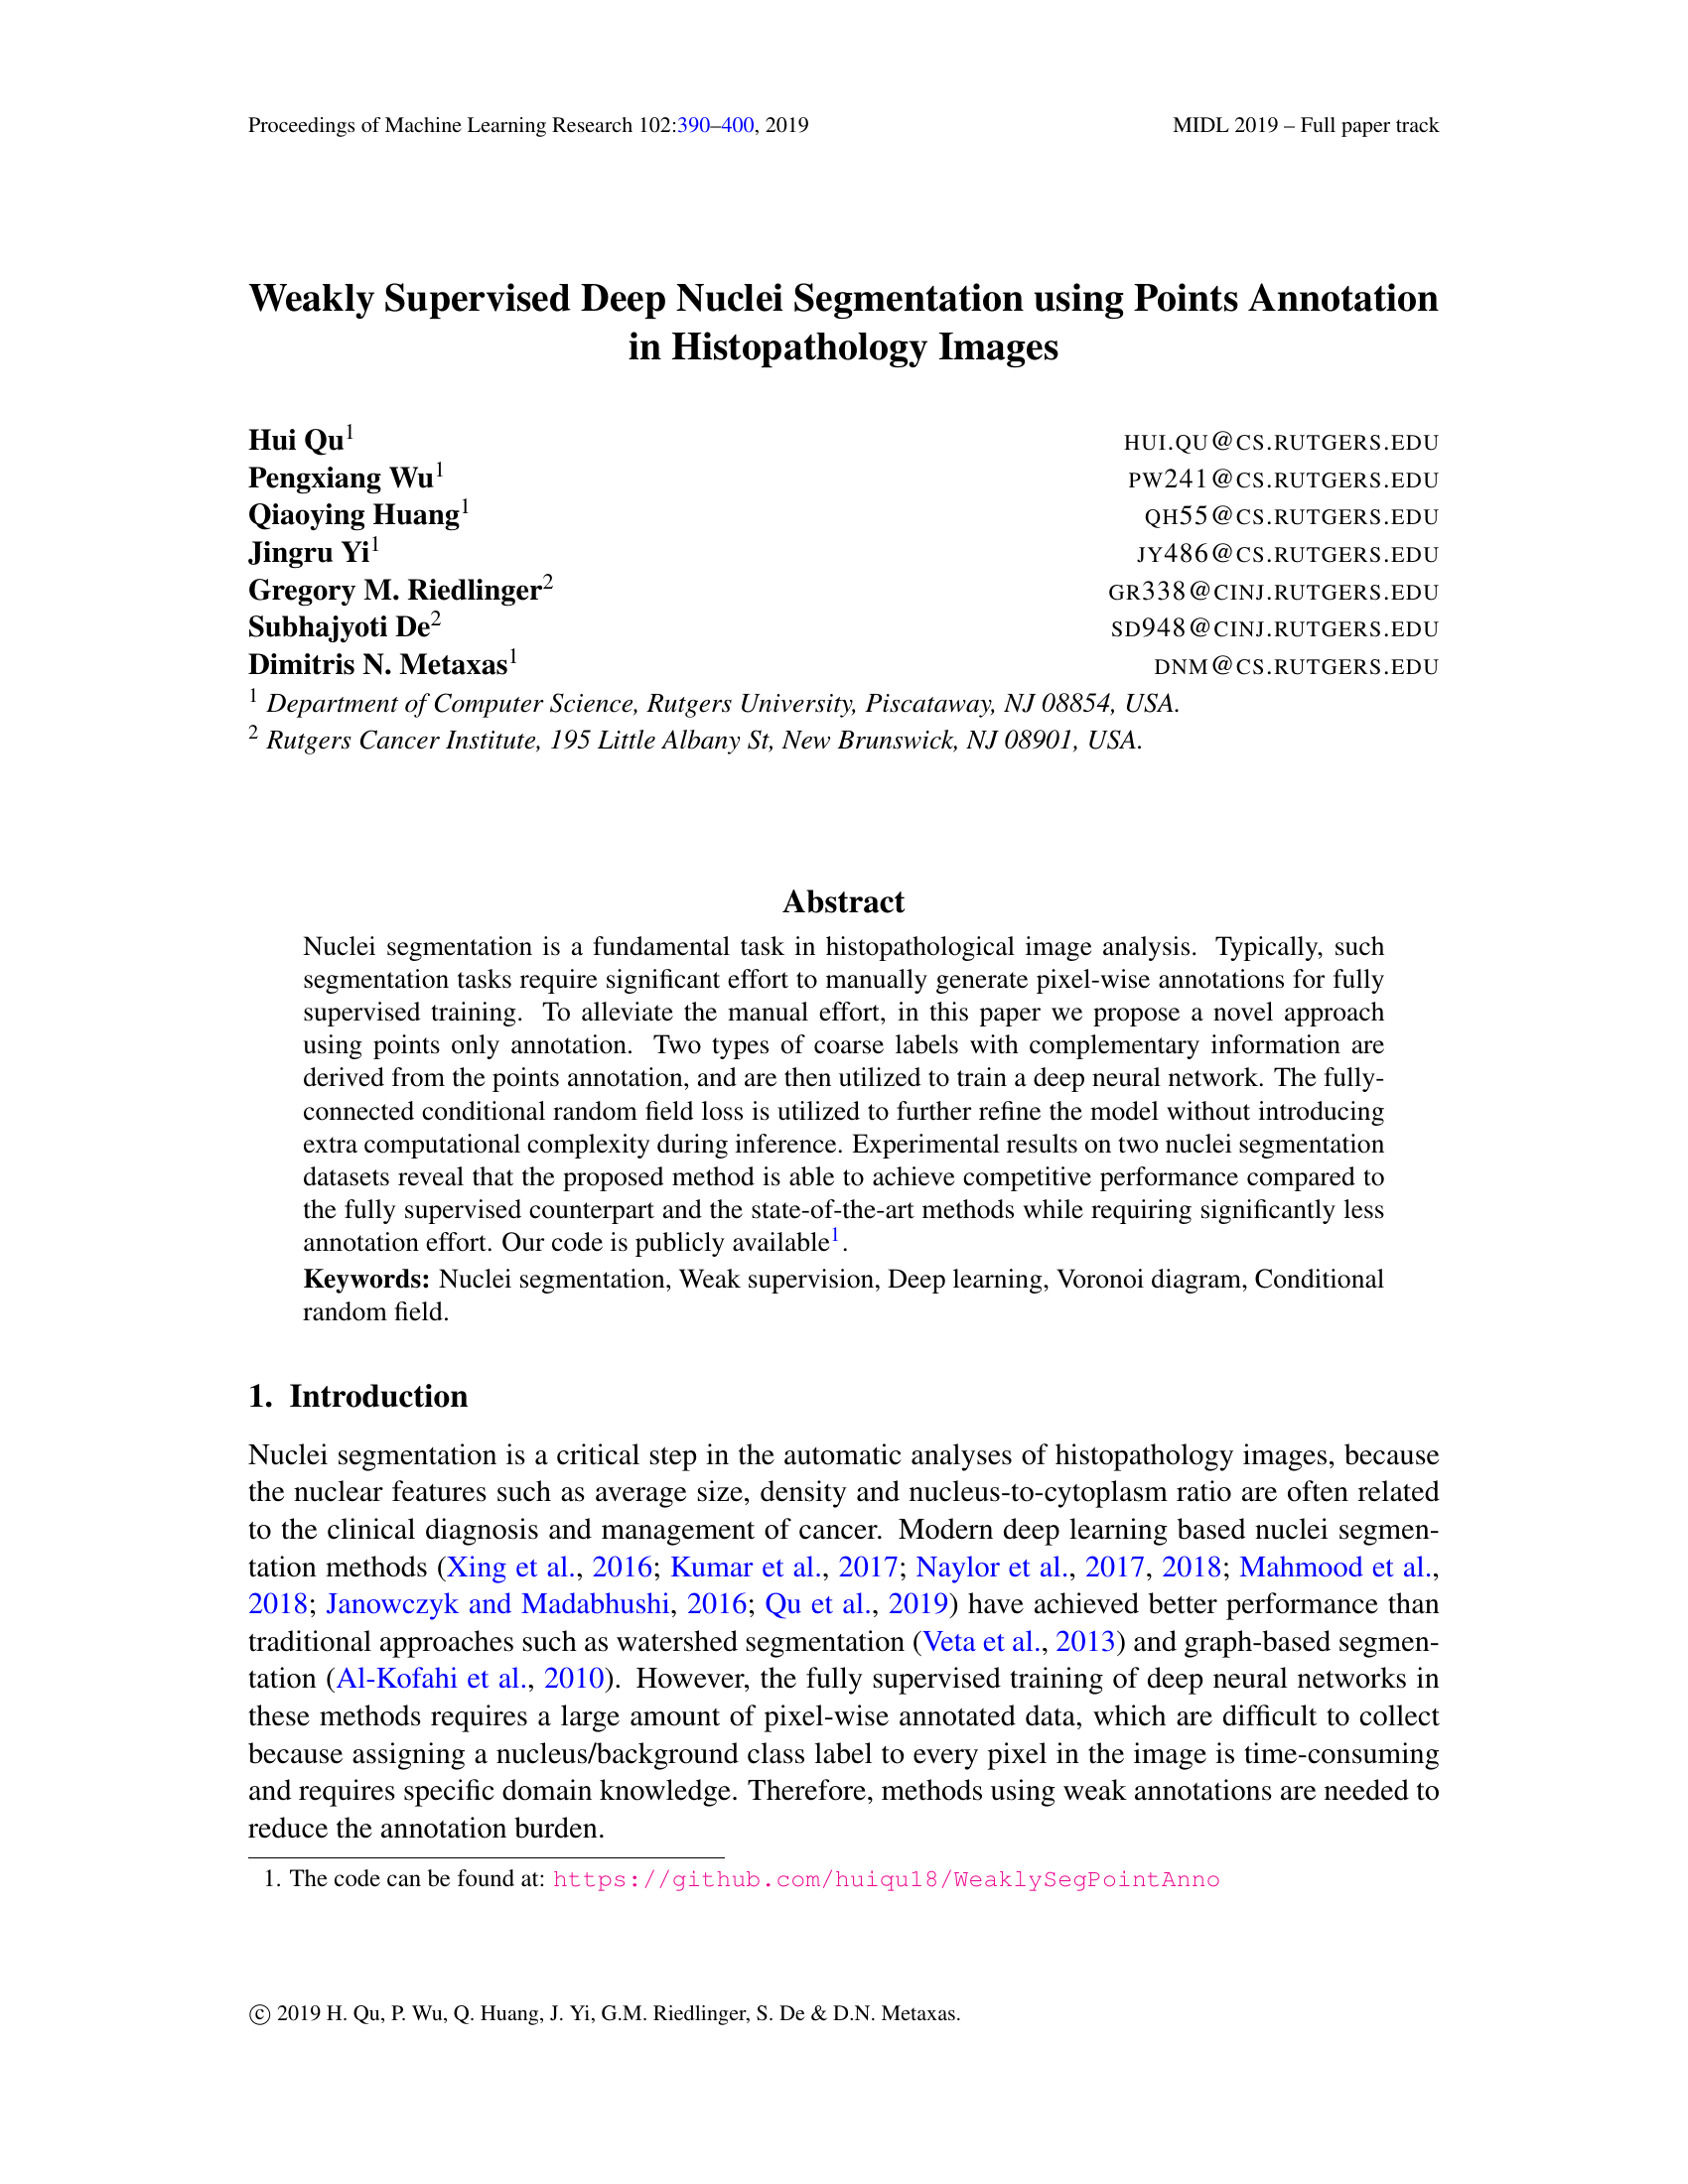 Proceedings of Machine Learning Research 102:390–400, 2019 MIDL 2019 – Full paper track
Weakly Supervised Deep Nuclei Segmentation using Points Annotation
in Histopathology Images
Hui Qu1 HUI.QU@CS.RUTGERS.EDU
Pengxiang Wu1 PW241@CS.RUTGERS.EDU
Qiaoying Huang1 QH55@CS.RUTGERS.EDU
Jingru Yi1 JY486@CS.RUTGERS.EDU
Gregory M. Riedlinger2 GR338@CINJ.RUTGERS.EDU
Subhajyoti De2 SD948@CINJ.RUTGERS.EDU
Dimitris N. Metaxas1 DNM@CS.RUTGERS.EDU
1 Department of Computer Science, Rutgers University, Piscataway, NJ 08854, USA.
2 Rutgers Cancer Institute, 195 Little Albany St, New Brunswick, NJ 08901, USA.
Abstract
Nuclei segmentation is a fundamental task in histopathological image analysis. Typically, such
segmentation tasks require significant effort to manually generate pixel-wise annotations for fully
supervised training. To alleviate the manual effort, in this paper we propose a novel approach
using points only annotation. Two types of coarse labels with complementary information are
derived from the points annotation, and are then utilized to train a deep neural network. The fully-
connected conditional random field loss is utilized to further refine the model without introducing
extra computational complexity during inference. Experimental results on two nuclei segmentation
datasets reveal that the proposed method is able to achieve competitive performance compared to
the fully supervised counterpart and the state-of-the-art methods while requiring significantly less
annotation effort. Our code is publicly available1.
Keywords: Nuclei segmentation, Weak supervision, Deep learning, Voronoi diagram, Conditional
random field.
1. Introduction
Nuclei segmentation is a critical step in the automatic analyses of histopathology images, because
the nuclear features such as average size, density and nucleus-to-cytoplasm ratio are often related
to the clinical diagnosis and management of cancer. Modern deep learning based nuclei segmen-
tation methods (Xing et al., 2016; Kumar et al., 2017; Naylor et al., 2017, 2018; Mahmood et al.,
2018; Janowczyk and Madabhushi, 2016; Qu et al., 2019) have achieved better performance than
traditional approaches such as watershed segmentation (Veta et al., 2013) and graph-based segmen-
tation (Al-Kofahi et al., 2010). However, the fully supervised training of deep neural networks in
these methods requires a large amount of pixel-wise annotated data, which are difficult to collect
because assigning a nucleus/background class label to every pixel in the image is time-consuming
and requires specific domain knowledge. Therefore, methods using weak annotations are needed to
reduce the annotation burden.
1. The code can be found at: https://github.com/huiqu18/WeaklySegPointAnno
© 2019 H. Qu, P. Wu, Q. Huang, J. Yi, G.M. Riedlinger, S. De & D.N. Metaxas.